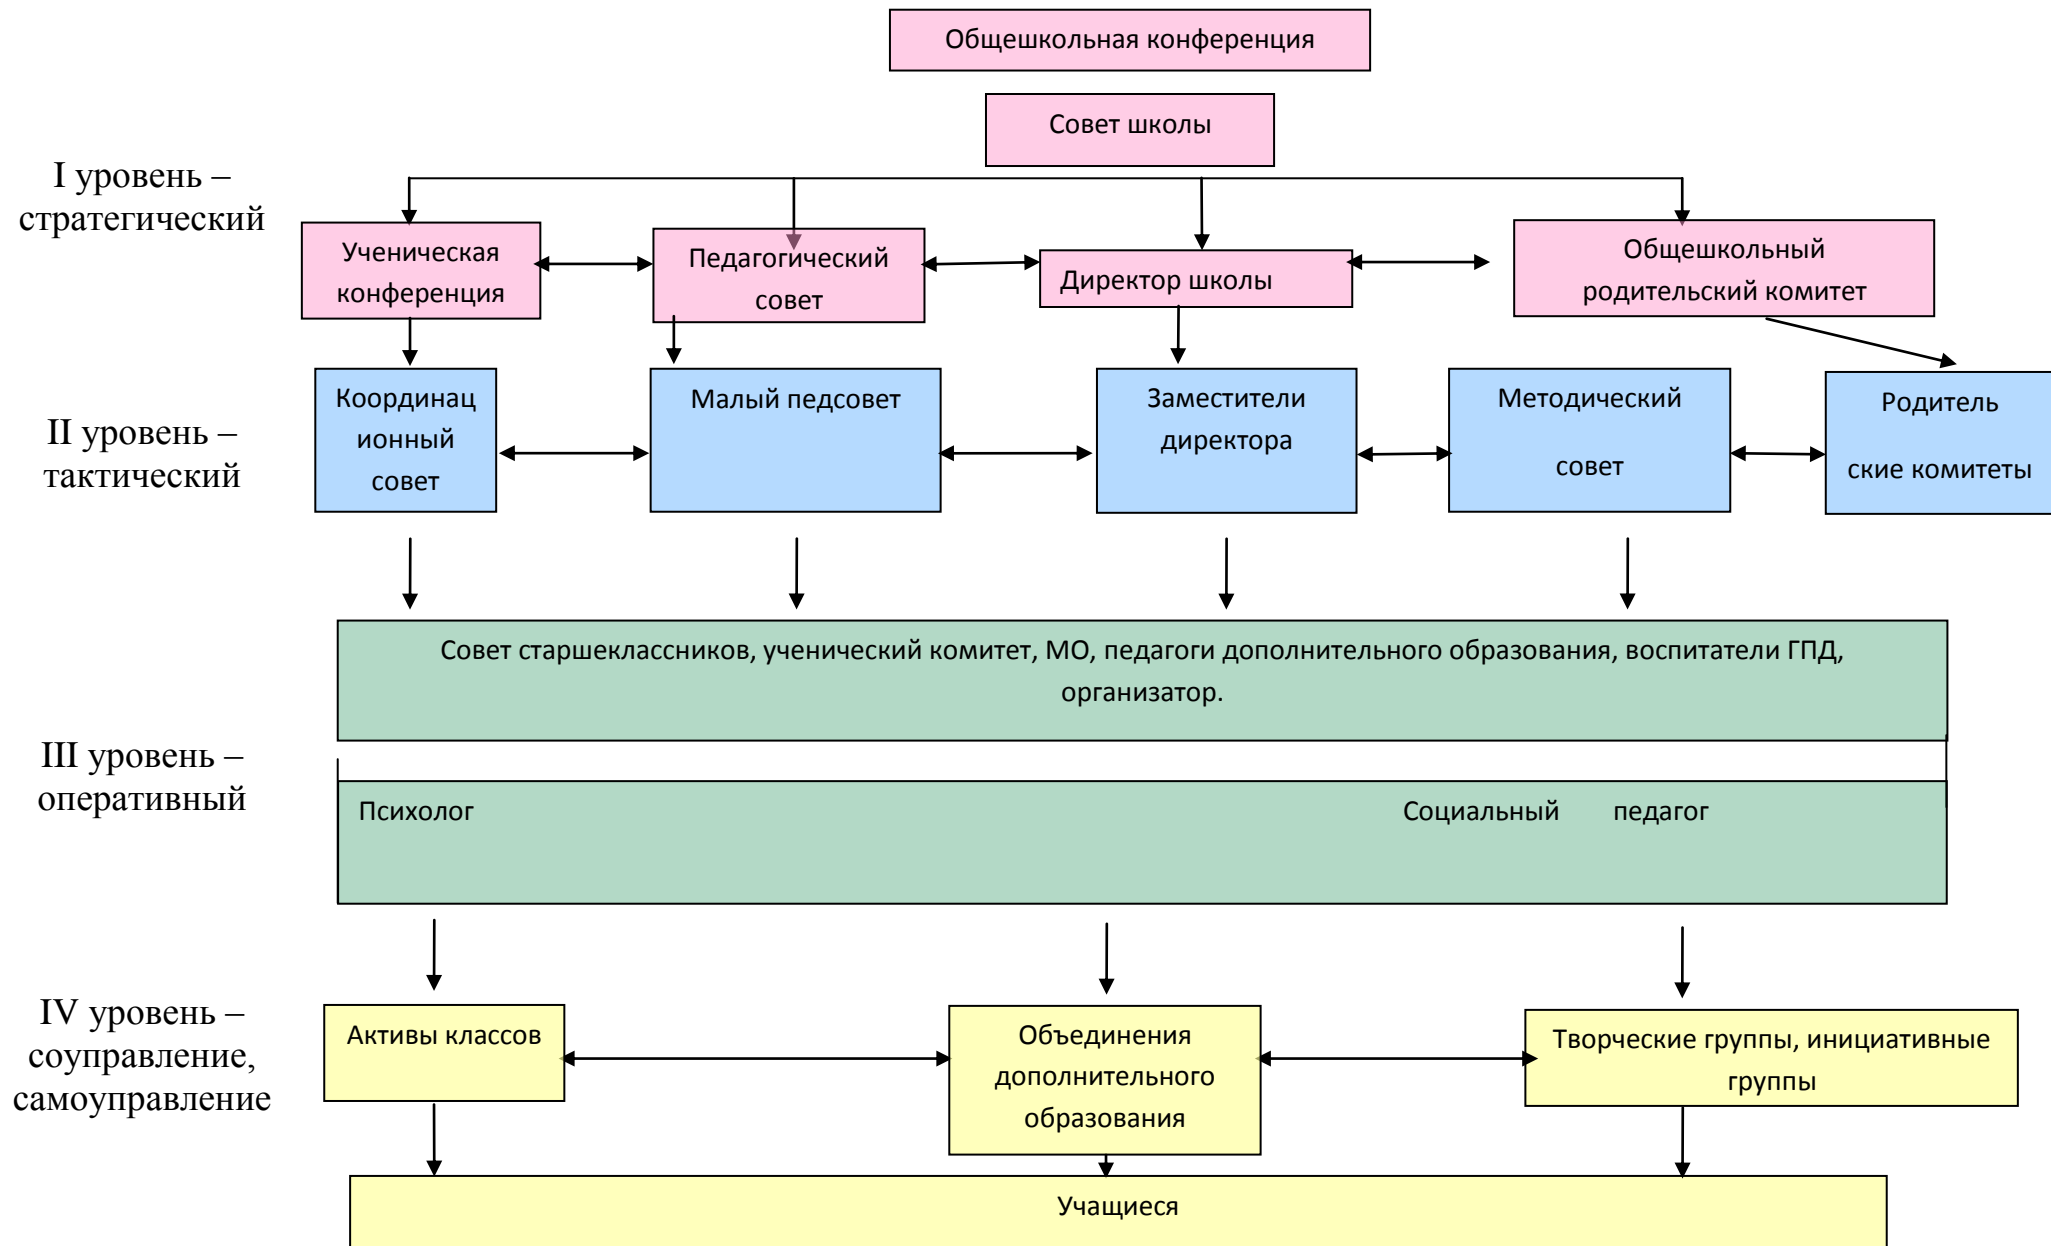 Общешкольная конференция
Совет школы
I уровень –
стратегический
Ученическая
конференция
Педагогический
совет
Директор школы
Общешкольный
родительский комитет
II уровень –
тактический
Координац
ионный
совет
Малый педсовет
Заместители
директора
Методический
совет
Родитель
ские комитеты
III уровень –
оперативный
Совет старшеклассников, ученический комитет, МО, педагоги дополнительного образования, воспитатели ГПД,
организатор.
Психолог Социальный педагог
IV уровень –
соуправление,
самоуправление
Активы классов
Объединения
дополнительного
образования
Творческие группы, инициативные
группы
Учащиеся